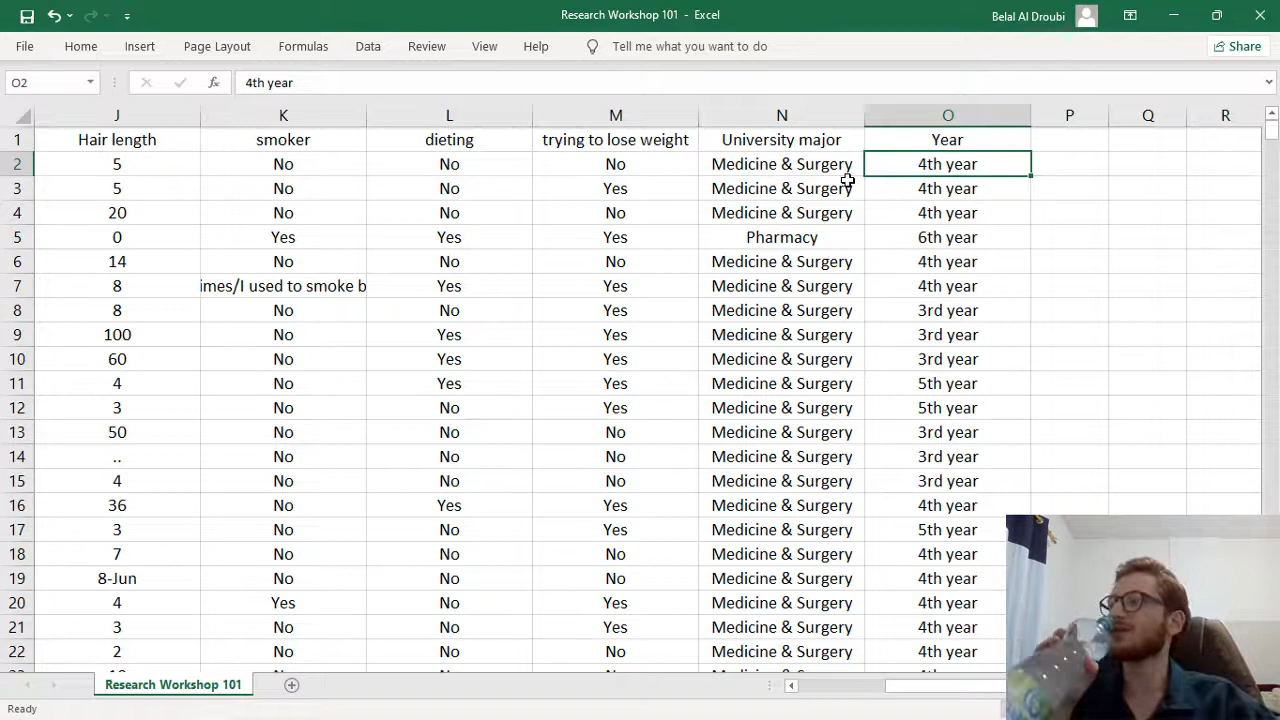 Research Workshop 101 - Excel
Belal Al Droubi
File Home Insert Page Layout Formulas Data Review View Help Tell me what you want to do Share
O2 fx 4th year
J K L M N O P Q R
1 Hair length smoker dieting trying to lose weight University major Year
2 5 No No No Medicine & Surgery 4th year
3 5 No No Yes Medicine & Surgery 4th year
4 20 No No No Medicine & Surgery 4th year
5 0 Yes Yes Yes Pharmacy 6th year
6 14 No No No Medicine & Surgery 4th year
7 8 imes/I used to smoke b Yes Yes Medicine & Surgery 4th year
8 8 No No Yes Medicine & Surgery 3rd year
9 100 No Yes Yes Medicine & Surgery 3rd year
10 60 No Yes Yes Medicine & Surgery 3rd year
11 4 No Yes Yes Medicine & Surgery 5th year
12 3 No No Yes Medicine & Surgery 5th year
13 50 No No No Medicine & Surgery 3rd year
14 .. No No No Medicine & Surgery 3rd year
15 4 No No No Medicine & Surgery 3rd year
16 36 No Yes Yes Medicine & Surgery 4th year
17 3 No No Yes Medicine & Surgery 5th year
18 7 No No No Medicine & Surgery 4th year
19 8-Jun No No No Medicine & Surgery 4th year
20 4 Yes No Yes Medicine & Surgery 4th year
21 3 No No Yes Medicine & Surgery 4th year
22 2 No No No Medicine & Surgery 4th year
Research Workshop 101
Ready